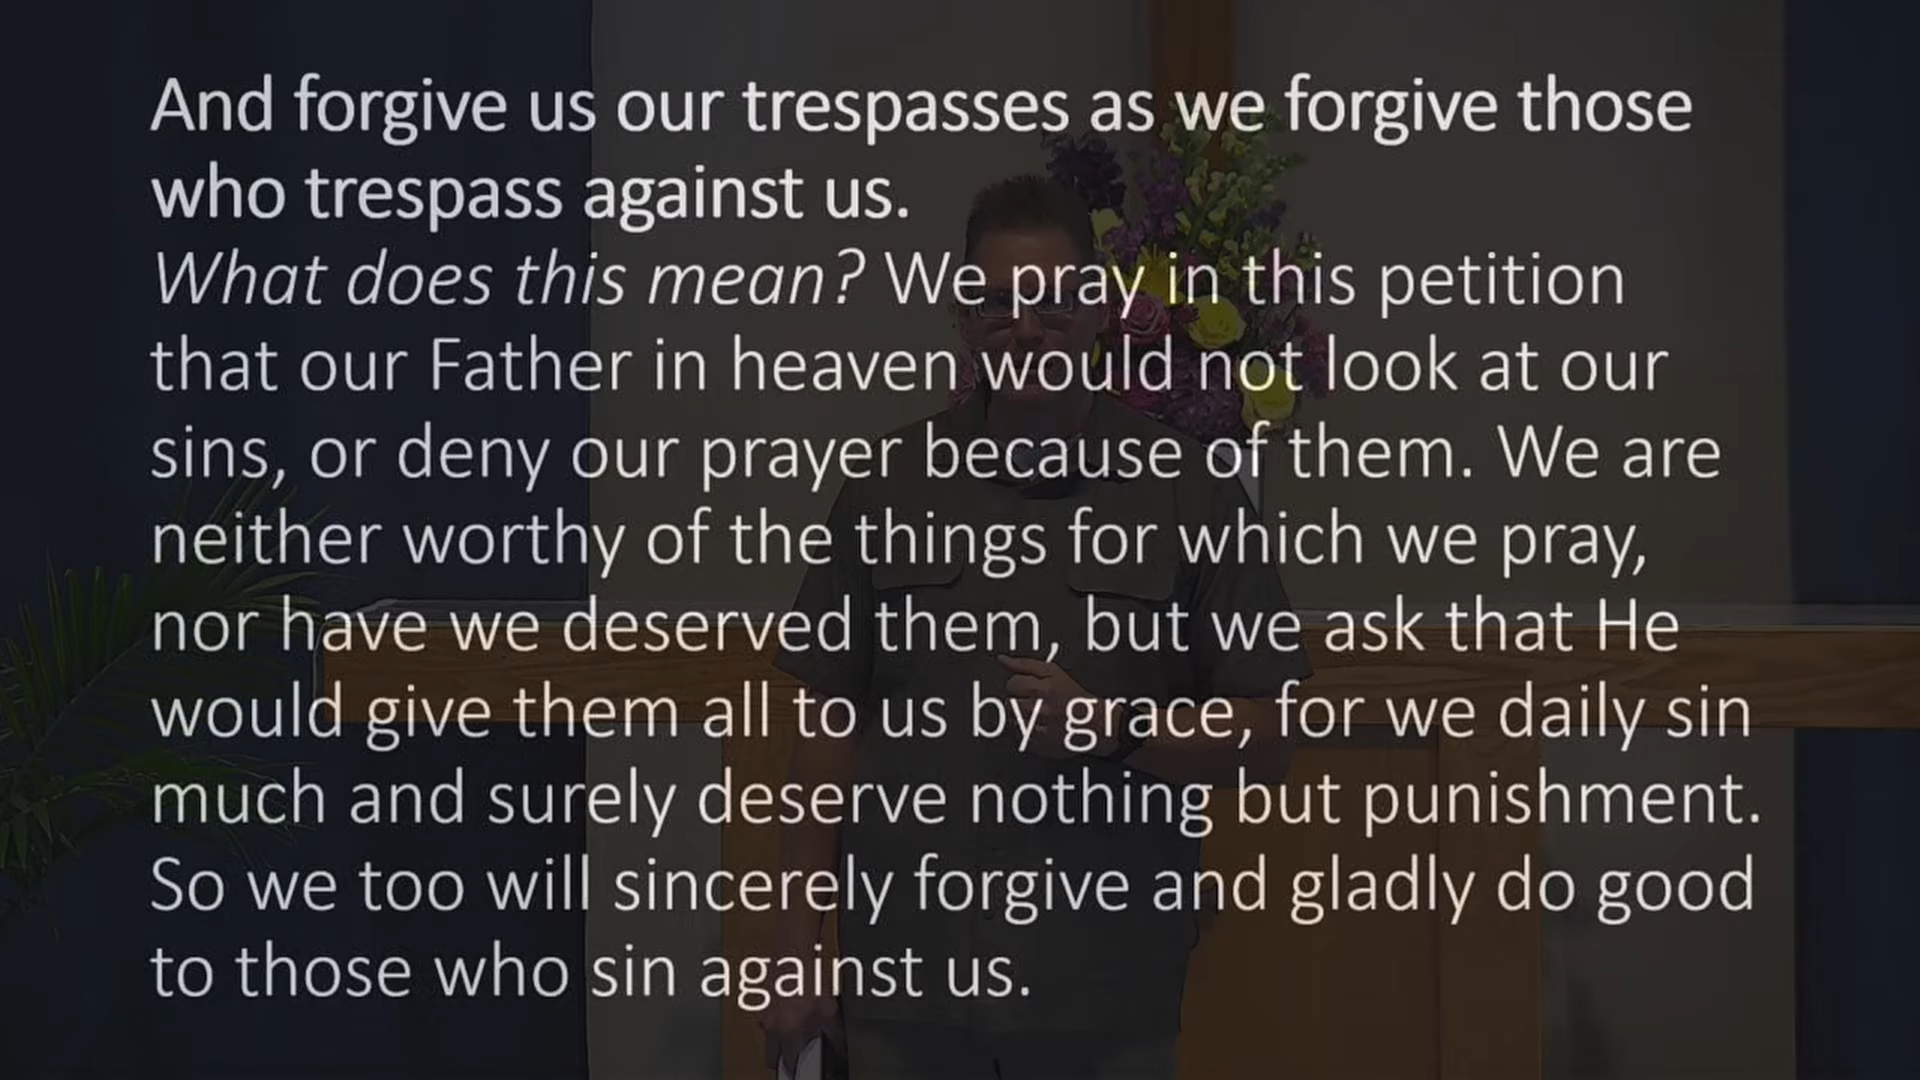 And forgive us our trespasses as we forgive those
who trespass against us.
What does this mean? We pray in this petition
that our Father in heaven would not look at our
sins, or deny our prayer because of them. We are
neither worthy of the things for which we pray,
nor have we deserved them, but we ask that He
would give them all to us by grace, for we daily sin
much and surely deserve nothing but punishment.
So we too will sincerely forgive and gladly do good
to those who sin against us.